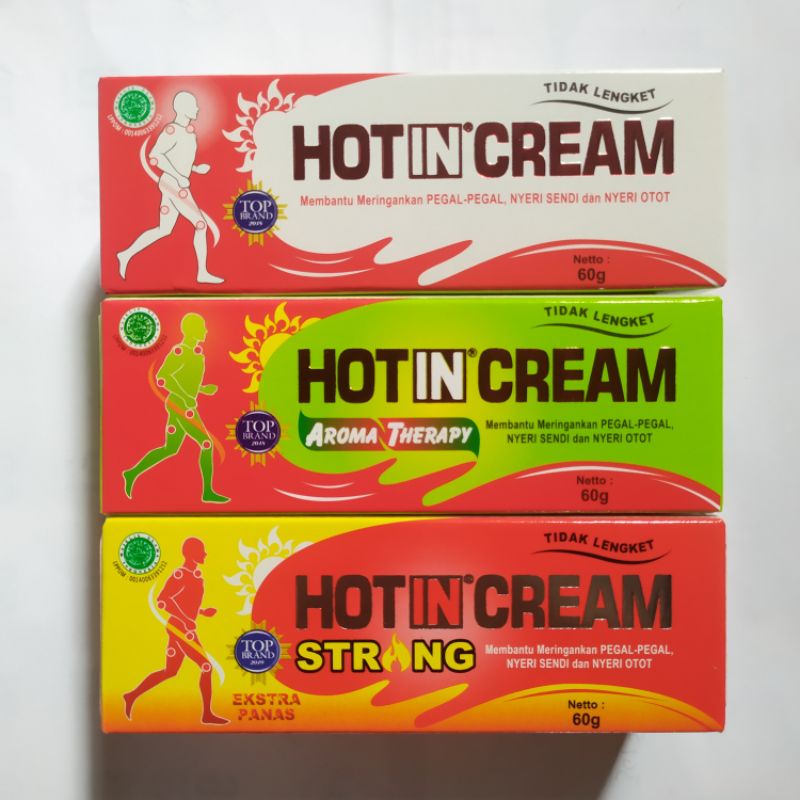 TIDAK LENGKET
HOT IN® CREAM
Membantu Meringankan PEGAL-PEGAL, NYERI SENDI dan NYERI OTOT
TOP
BRAND
Netto :
60g
TIDAK LENGKET
HOT IN® CREAM
AROMA THERAPY
Membantu Meringankan PEGAL-PEGAL,
NYERI SENDI dan NYERI OTOT
TOP
BRAND
Netto :
60g
TIDAK LENGKET
HOT IN® CREAM
STRONG
Membantu Meringankan PEGAL-PEGAL,
NYERI SENDI dan NYERI OTOT
TOP
BRAND
EKSTRA
PANAS
Netto :
60g